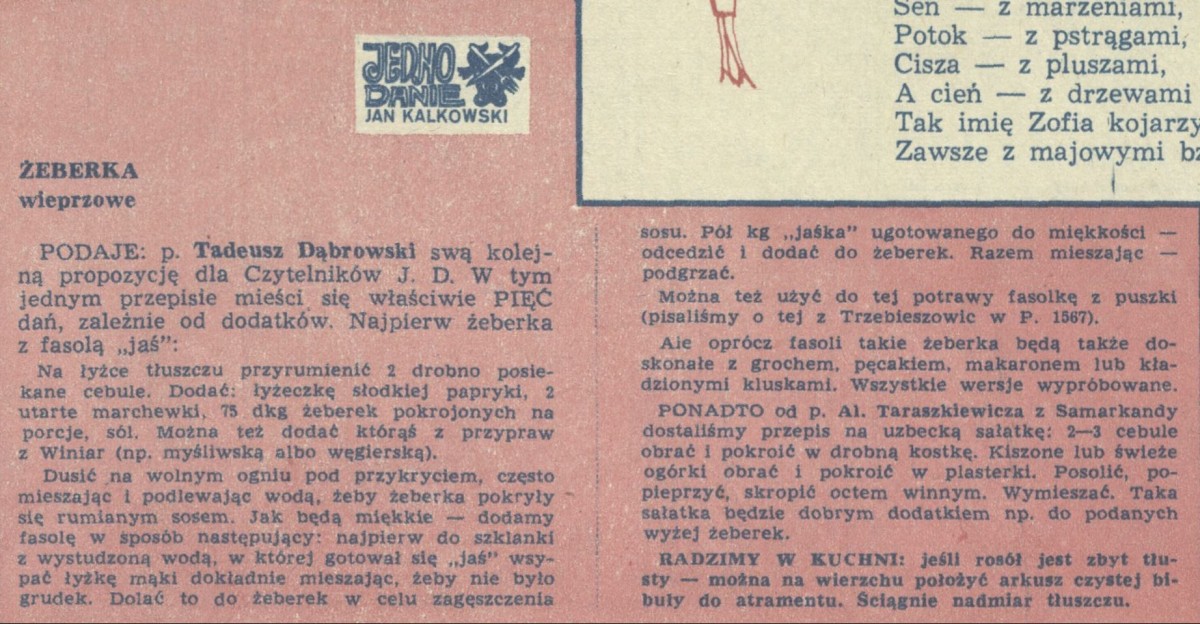 JEDNO
DANIE
JAN KALKOWSKI
Sen — z marzeniami,
Potok — z pstrągami,
Cisza — z pluszami,
A cień — z drzewami
Tak imię Zofia kojarzy
Zawsze z majowymi bz
ŻEBERKA
wieprzowe
PODAJE: p. Tadeusz Dąbrowski swą kolej-
ną propozycję dla Czytelników J. D. W tym
jednym przepisie mieści się właściwie PIĘĆ
dań, zależnie od dodatków. Najpierw żeberka
z fasolą „jaś":
Na łyżce tłuszczu przyrumienić 2 drobno posie-
kane cebule. Dodać: łyżeczkę słodkiej papryki, 2
utarte marchewki, 75 dkg żeberek pokrojonych na
porcje, sól. Można też dodać którąś z przypraw
z Winiar (np. myśliwską albo węgierską).
Dusić na wolnym ogniu pod przykryciem, często
mieszając i podlewając wodą, żeby żeberka pokryły
się rumianym sosem. Jak będą miękkie — dodamy
fasolę w sposób następujący: najpierw do szklanki
z wystudzoną wodą, w której gotował się „jaś" wsy-
pać łyżkę mąki dokładnie mieszając, żeby nie było
grudek. Dolać to do żeberek w celu zagęszczenia
sosu. Pół kg „jaśka" ugotowanego do miękkości —
odcedzić i dodać do żeberek. Razem mieszając —
podgrzać.
Można też użyć do tej potrawy fasolkę z puszki
(pisaliśmy o tej z Trzebieszowic w P. 1567).
Ale oprócz fasoli takie żeberka będą także do-
skonałe z grochem, pęcakiem, makaronem lub kła-
dzionymi kluskami. Wszystkie wersje wypróbowane.
PONADTO od p. Al. Taraszkiewicza z Samarkandy
dostaliśmy przepis na uzbecką sałatkę: 2—3 cebule
obrać i pokroić w drobną kostkę. Kiszone lub świeże
ogórki obrać i pokroić w plasterki. Posolić, po-
pieprzyć, skropić octem winnym. Wymieszać. Taka
sałatka będzie dobrym dodatkiem np. do podanych
wyżej żeberek.
RADZIMY W KUCHNI: jeśli rosół jest zbyt tłu-
sty — można na wierzchu położyć arkusz czystej bi-
buły do atramentu. Ściągnie nadmiar tłuszczu.